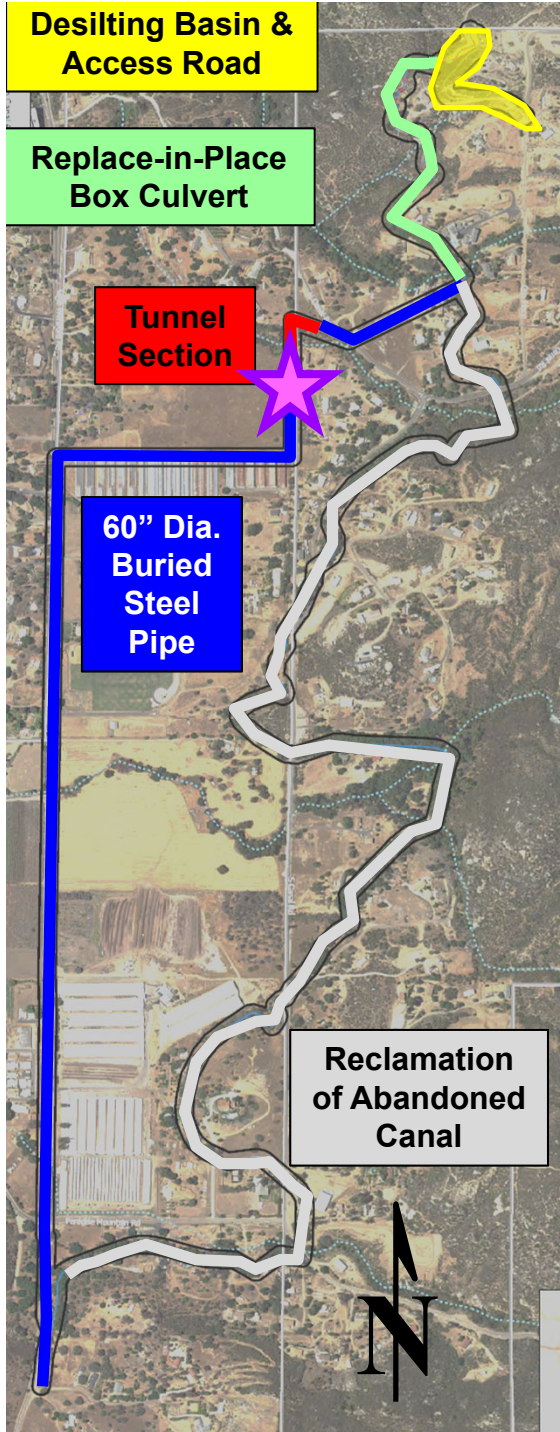 Desilting Basin &
Access Road
Replace-in-Place
Box Culvert
Tunnel
Section
60” Dia.
Buried
Steel
Pipe
Reclamation
of Abandoned
Canal
N